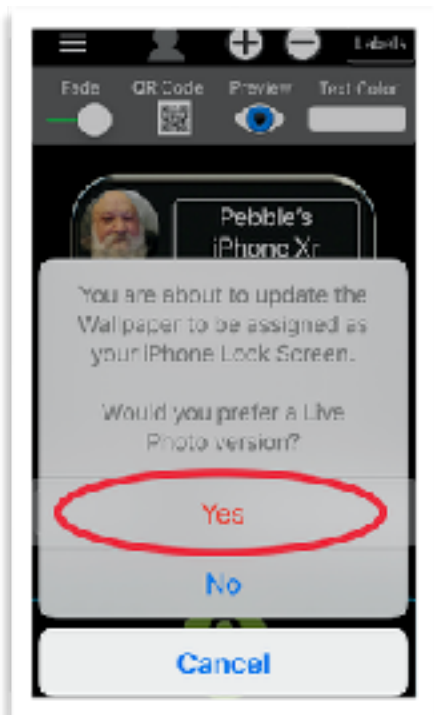 Labels
Fade QR Code Preview Text Color
Pebble's
iPhone Xr
You are about to update the
Wallpaper to be assigned as
your iPhone Lock Screen.
Would you prefer a Live
Photo version?
Yes
No
Cancel